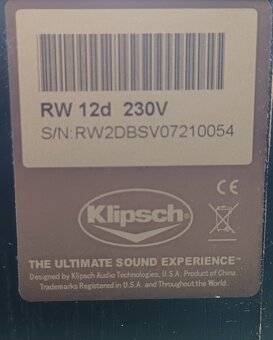 RW 12d 230V
S/N:RW2DBSV07210054
CE
Klipsch®
THE ULTIMATE SOUND EXPERIENCE™
Designed by Klipsch Audio Technologies, U.S.A. Product of China.
Trademarks Registered in U.S.A. and Throughout the World.